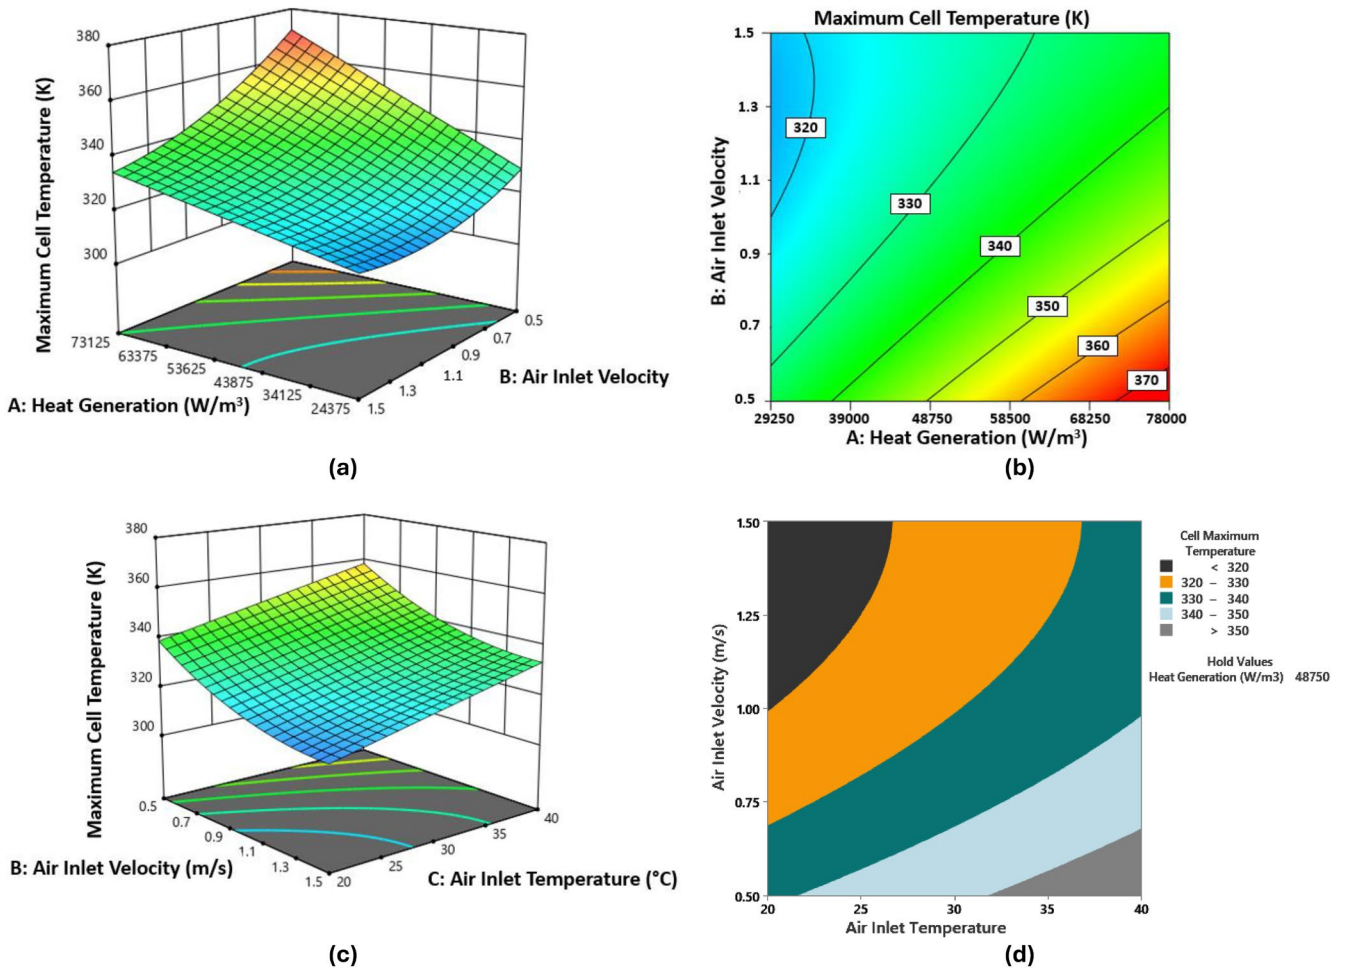 380
360
340
320
300
Maximum Cell Temperature (K)
73125
63375
53625
43875
34125
24375
A: Heat Generation (W/m³)
0.5
0.7
0.9
1.1
1.3
1.5
B: Air Inlet Velocity
(a)
Maximum Cell Temperature (K)
1.5
1.3
1.1
0.9
0.7
0.5
B: Air Inlet Velocity
320
330
340
350
360
370
29250 39000 48750 58500 68250 78000
A: Heat Generation (W/m³)
(b)
380
360
340
320
300
Maximum Cell Temperature (K)
0.5
0.7
0.9
1.1
1.3
1.5
B: Air Inlet Velocity (m/s)
20
25
30
35
40
C: Air Inlet Temperature (°C)
(c)
1.50
1.25
1.00
0.75
0.50
Air Inlet Velocity (m/s)
20 25 30 35 40
Air Inlet Temperature
Cell Maximum
Temperature
< 320
320 – 330
330 – 340
340 – 350
> 350
Hold Values
Heat Generation (W/m3) 48750
(d)